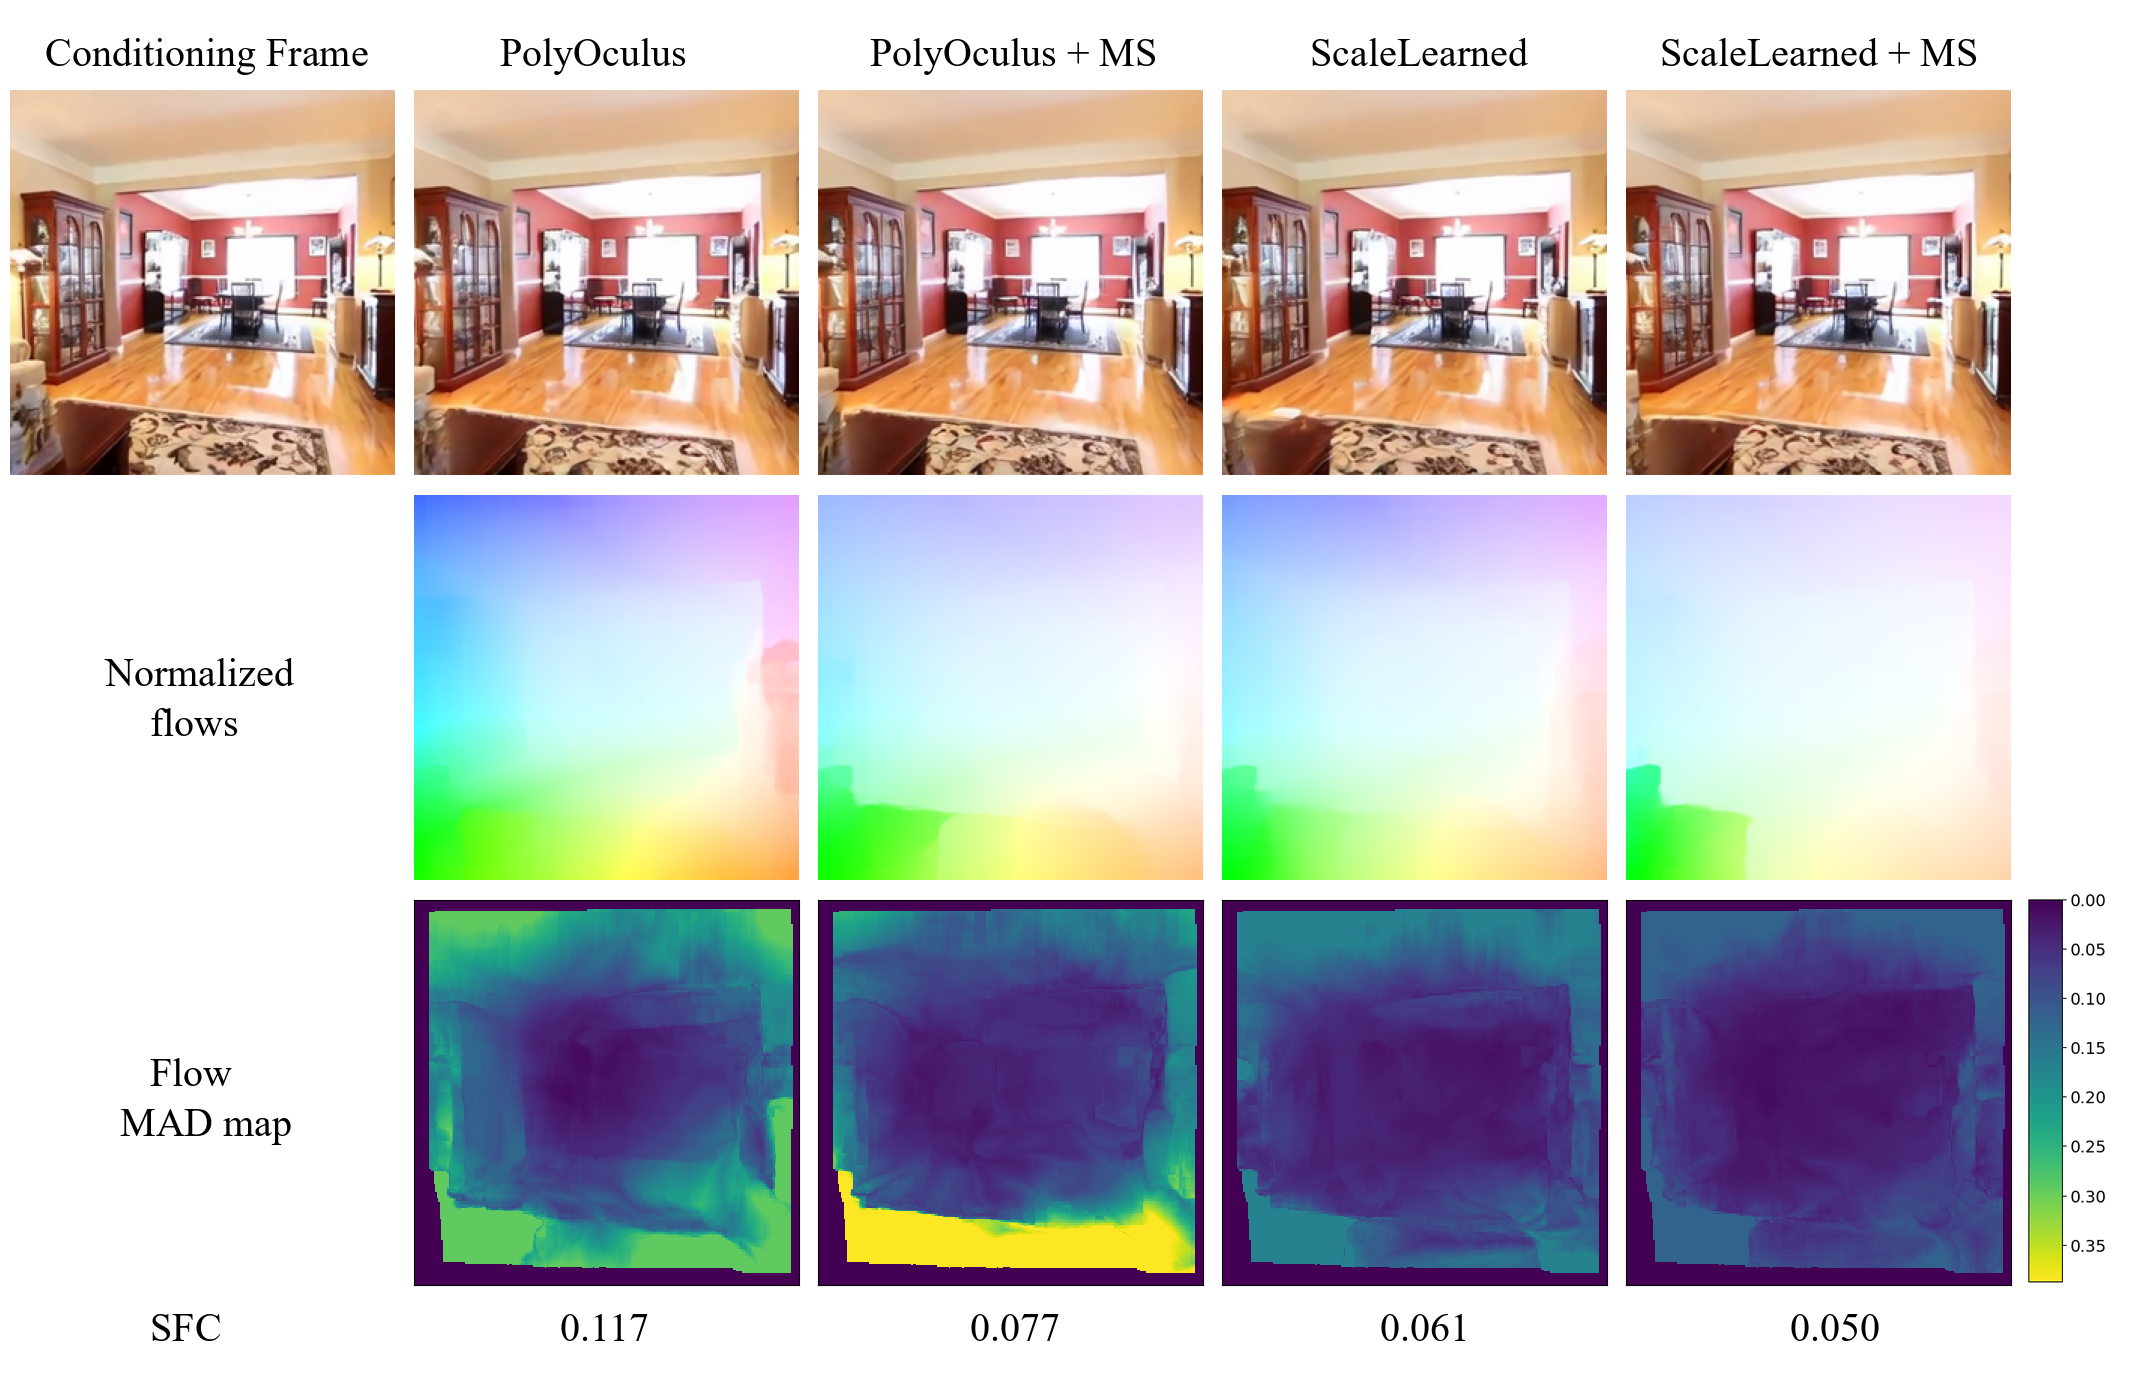 Conditioning Frame
PolyOculus
PolyOculus + MS
ScaleLearned
ScaleLearned + MS
Normalized
flows
Flow
MAD map
0.00
0.05
0.10
0.15
0.20
0.25
0.30
0.35
SFC
0.117
0.077
0.061
0.050